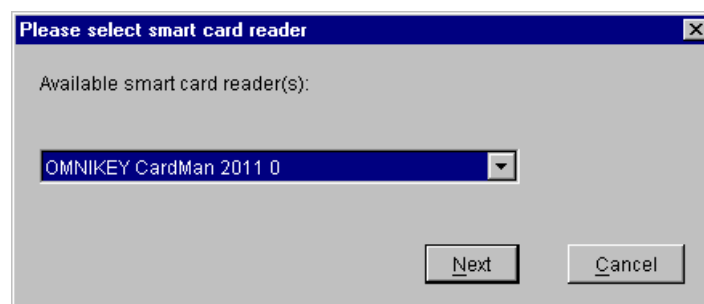 Please select smart card reader
Available smart card reader(s):
OMNIKEY CardMan 2011 0
Next Cancel